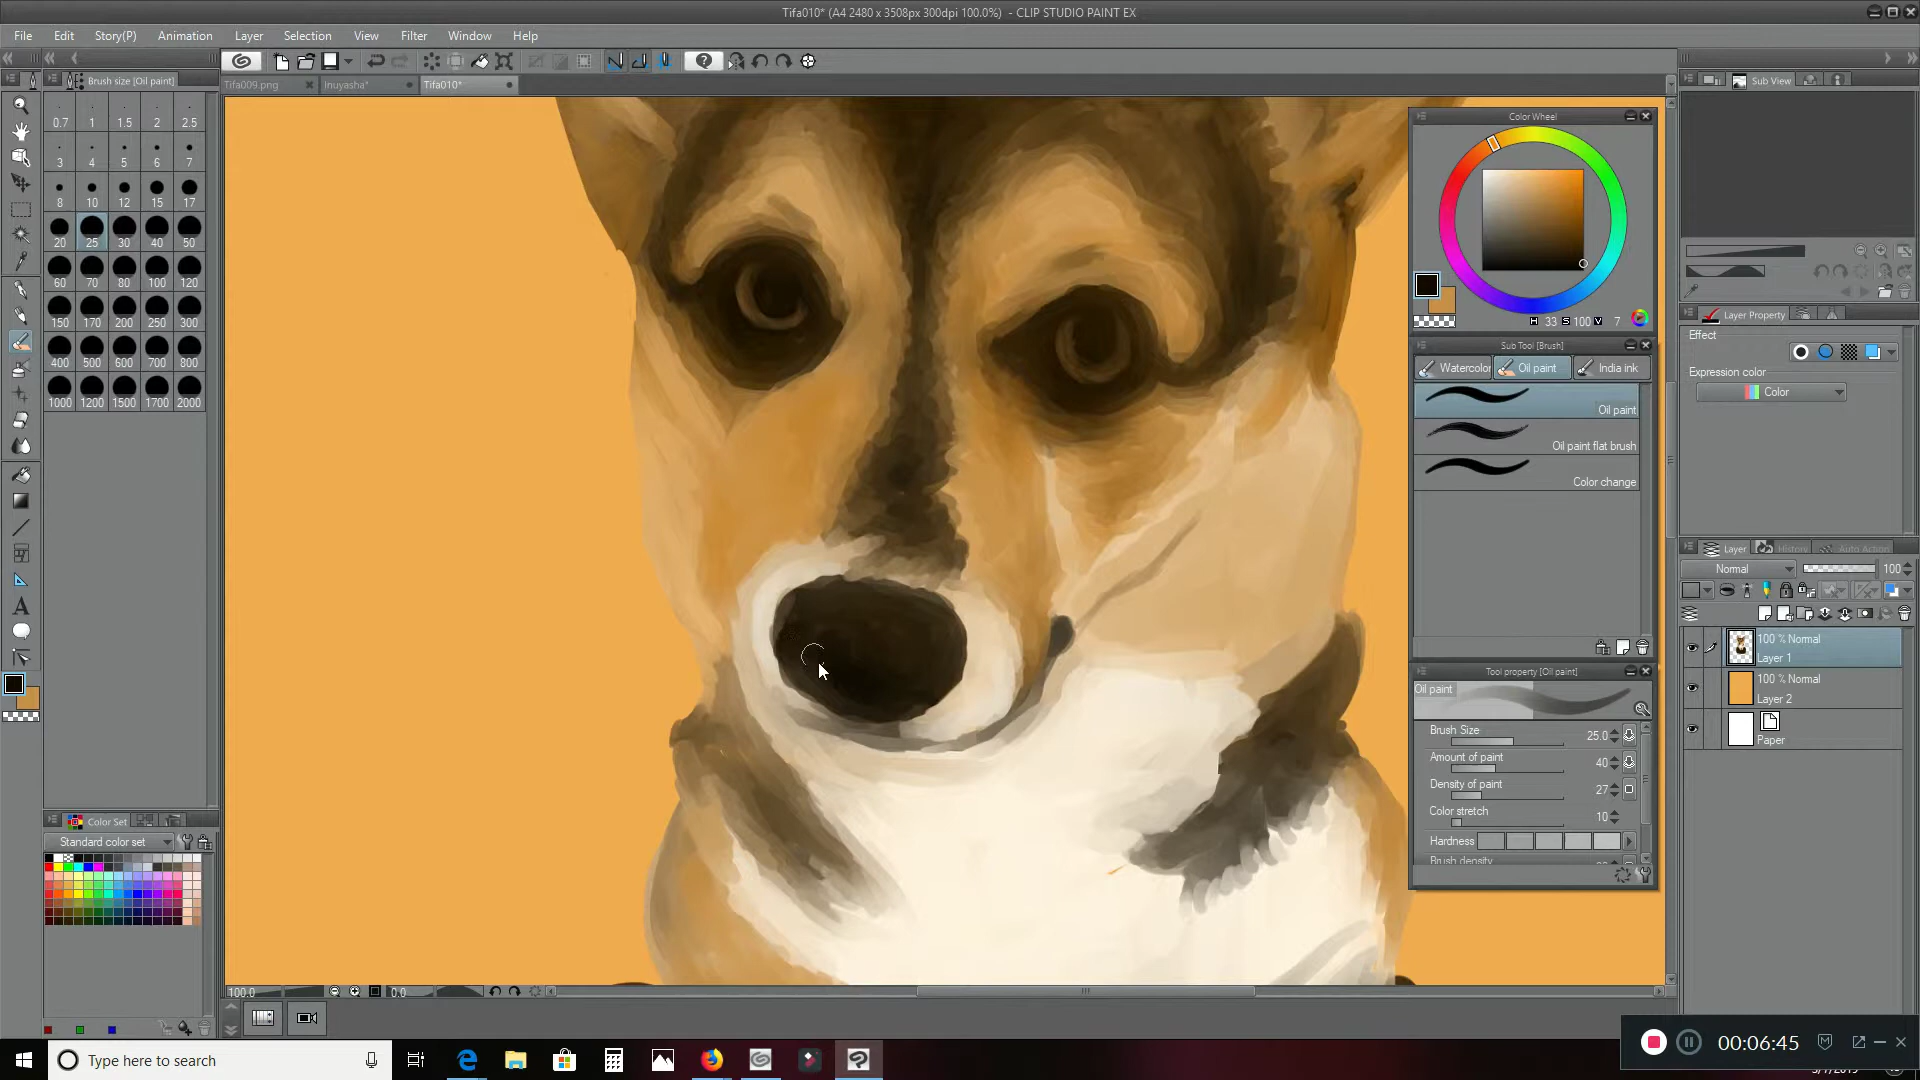 Tifa010* (A4 2480 x 3508px 300dpi 100.0%) - CLIP STUDIO PAINT EX
File Edit Story(P) Animation Layer Selection View Filter Window Help
Brush size [Oil paint]
Tifa009.png Inuyasha* Tifa010*
0.7 1 1.5 2 2.5
3 4 5 6 7
8 10 12 15 17
20 25 30 40 50
60 70 80 100 120
150 170 200 250 300
400 500 600 700 800
1000 1200 1500 1700 2000
Color Set
Standard color set
Color Wheel
H 33 S 100 V 7
Sub Tool [Brush]
Watercolor Oil paint India ink
Oil paint
Oil paint flat brush
Color change
Tool property [Oil paint]
Oil paint
Brush Size 25.0
Amount of paint 40
Density of paint 27
Color stretch 10
Hardness
Brush density
Sub View
Layer Property
Effect
Expression color
Color
Layer History Auto Action
Normal 100
100 % Normal
Layer 1
100 % Normal
Layer 2
Paper
100.0 0.0
Type here to search
00:06:45